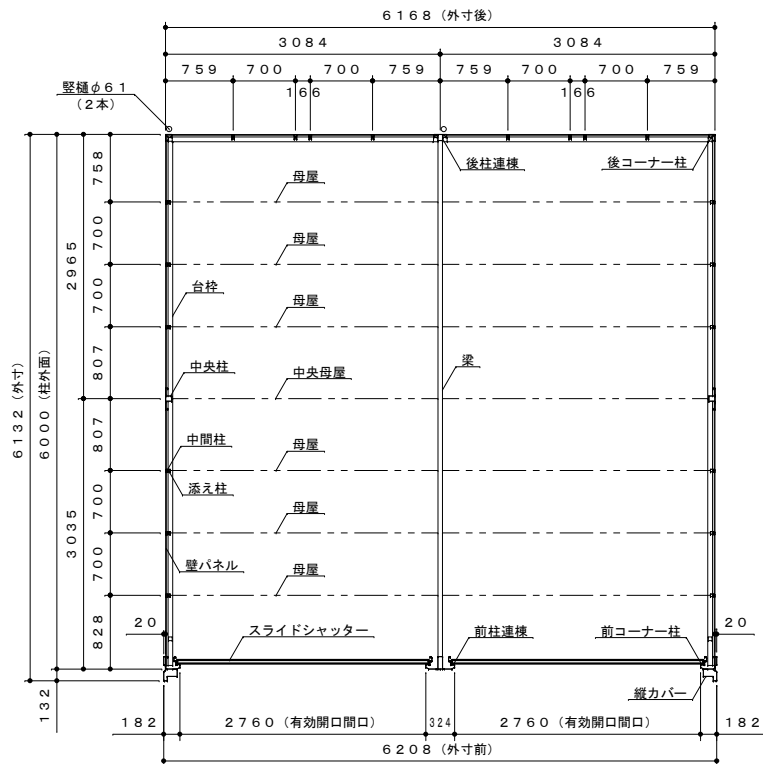 6168（外寸後）
3084
3084
759
700
700
759
759
700
700
759
166
166
竪樋φ61
（2本）
後柱連棟
後コーナー柱
758
母屋
700
母屋
2965
700
台枠
母屋
807
中央柱
中央母屋
梁
6132（外寸）
6000（柱外面）
807
中間柱
母屋
添え柱
700
母屋
3035
700
壁パネル
母屋
828
20
スライドシャッター
前柱連棟
前コーナー柱
20
縦カバー
132
182
2760（有効開口間口）
324
2760（有効開口間口）
182
6208（外寸前）